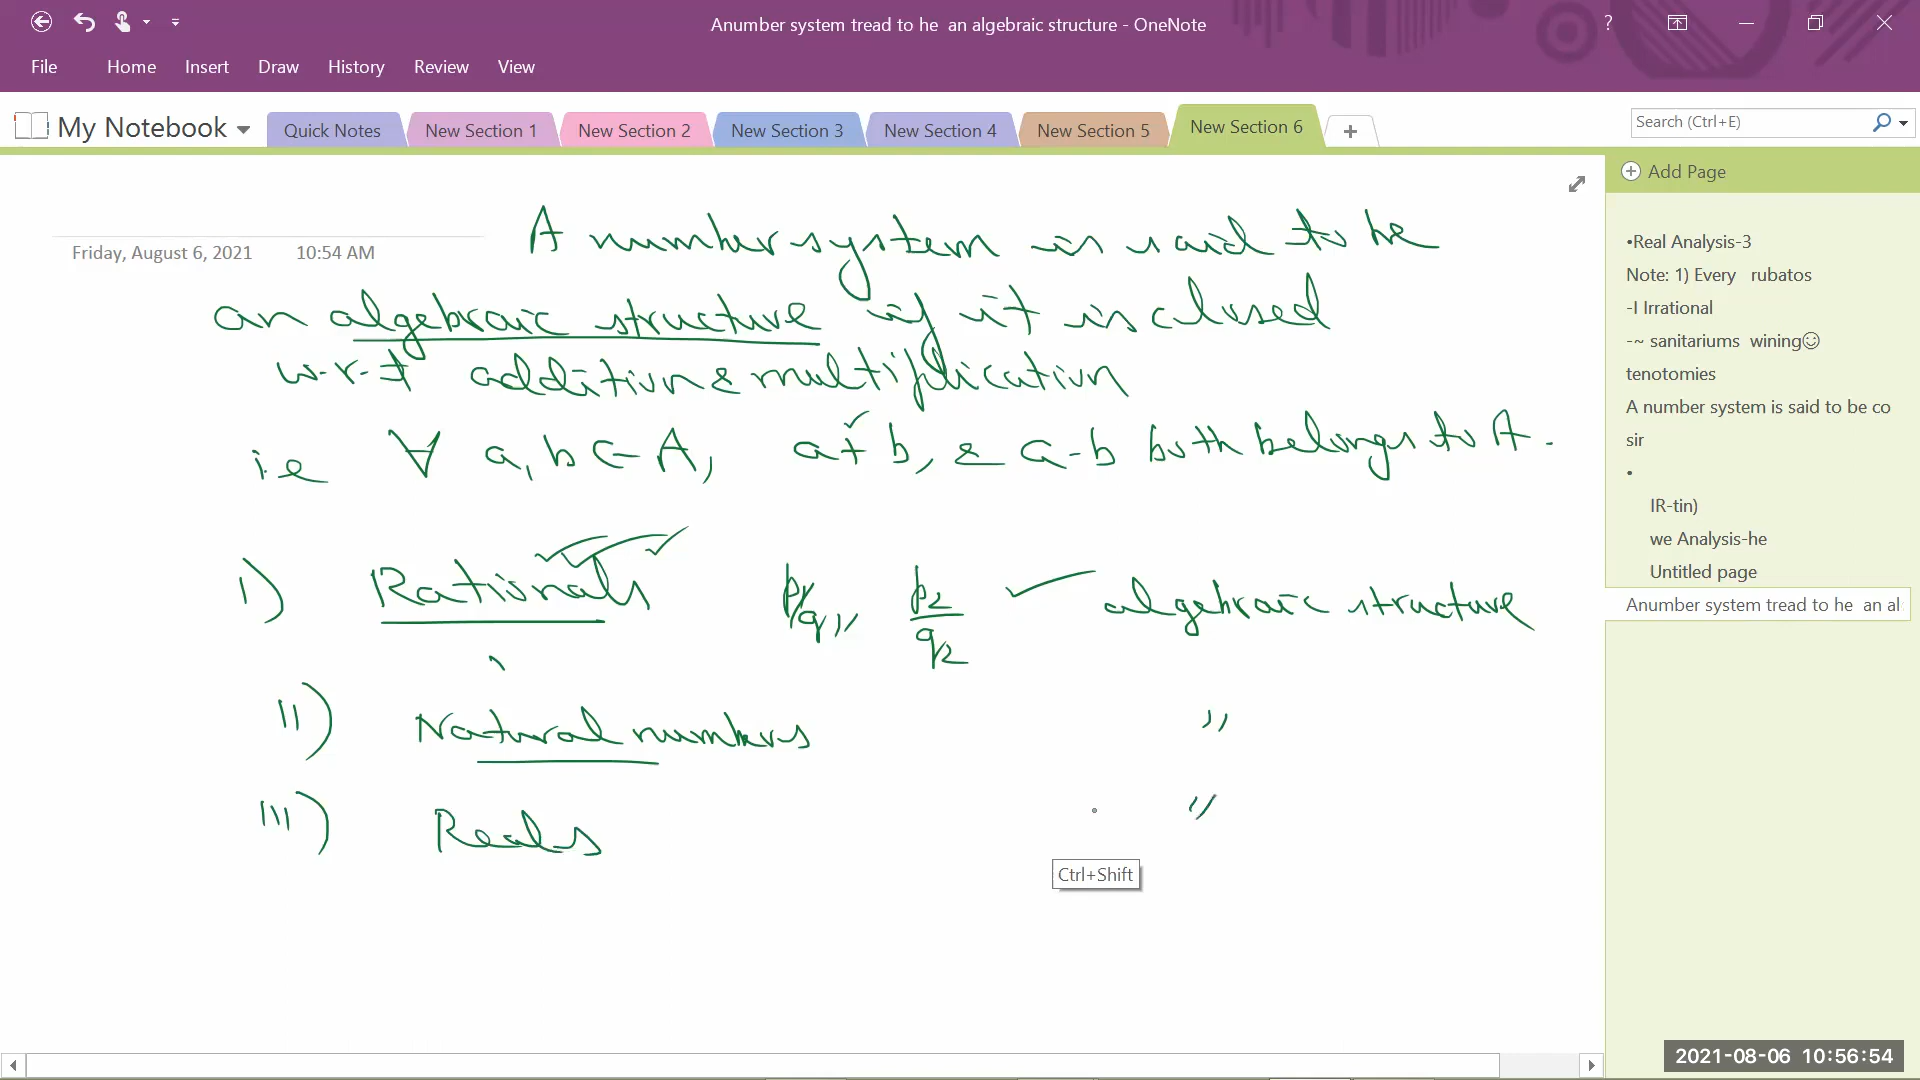 Anumber system tread to he an algebraic structure - OneNote
?
File Home Insert Draw History Review View
My Notebook
Quick Notes New Section 1 New Section 2 New Section 3 New Section 4 New Section 5 New Section 6 +
Search (Ctrl+E)
Friday, August 6, 2021 10:54 AM
A number system is said to be
an algebraic structure if it is closed
w.r.t addition & multiplication
i.e ∀ a, b ∈ A, a+b, & a.b both belongs to A.
I) Rationals p/q,, p2/q2 ✓ algebraic structure
II) Natural numbers "
III) Reals "
Ctrl+Shift
Add Page
•Real Analysis-3
Note: 1) Every rubatos
-I Irrational
-~ sanitariums wining☺
tenotomies
A number system is said to be co
sir
•
IR-tin)
we Analysis-he
Untitled page
Anumber system tread to he an al
2021-08-06 10:56:54